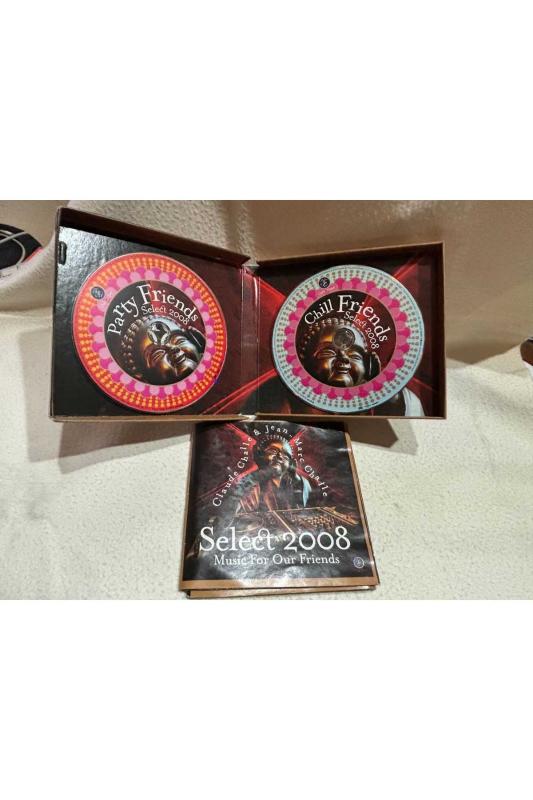 Party Friends
Select 2008
Chill Friends
Select 2008
Claude Challe & Jean-Marc Challe
Select 2008
Music For Our Friends